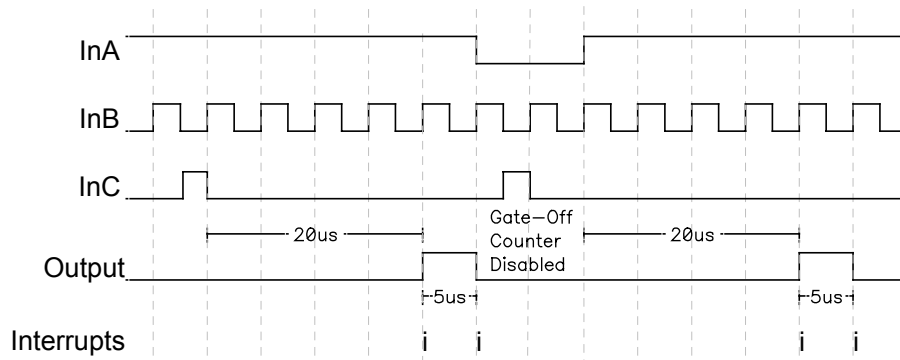 InA
InB
InC
Gate-Off
Counter
Disabled
20us
20us
Output
5us
5us
Interrupts
i
i
i
i